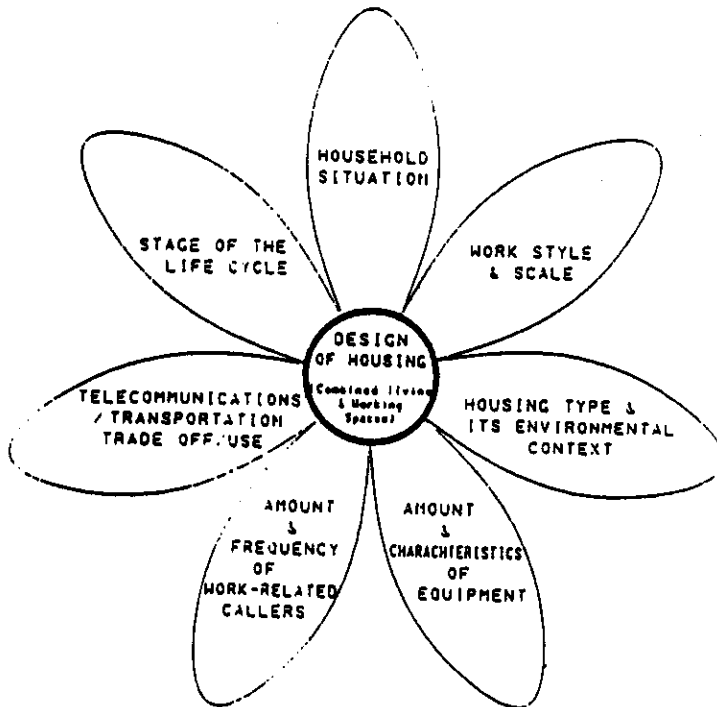 HOUSEHOLD
SITUATION
STAGE OF THE
LIFE CYCLE
WORK STYLE
& SCALE
DESIGN
OF HOUSING
(Combined living
& Working
Spaces)
TELECOMMUNICATIONS
/TRANSPORTATION
TRADE OFF/USE
HOUSING TYPE &
ITS ENVIRONMENTAL
CONTEXT
AMOUNT
&
FREQUENCY
OF
WORK-RELATED
CALLERS
AMOUNT
&
CHARACHTERISTICS
OF
EQUIPMENT